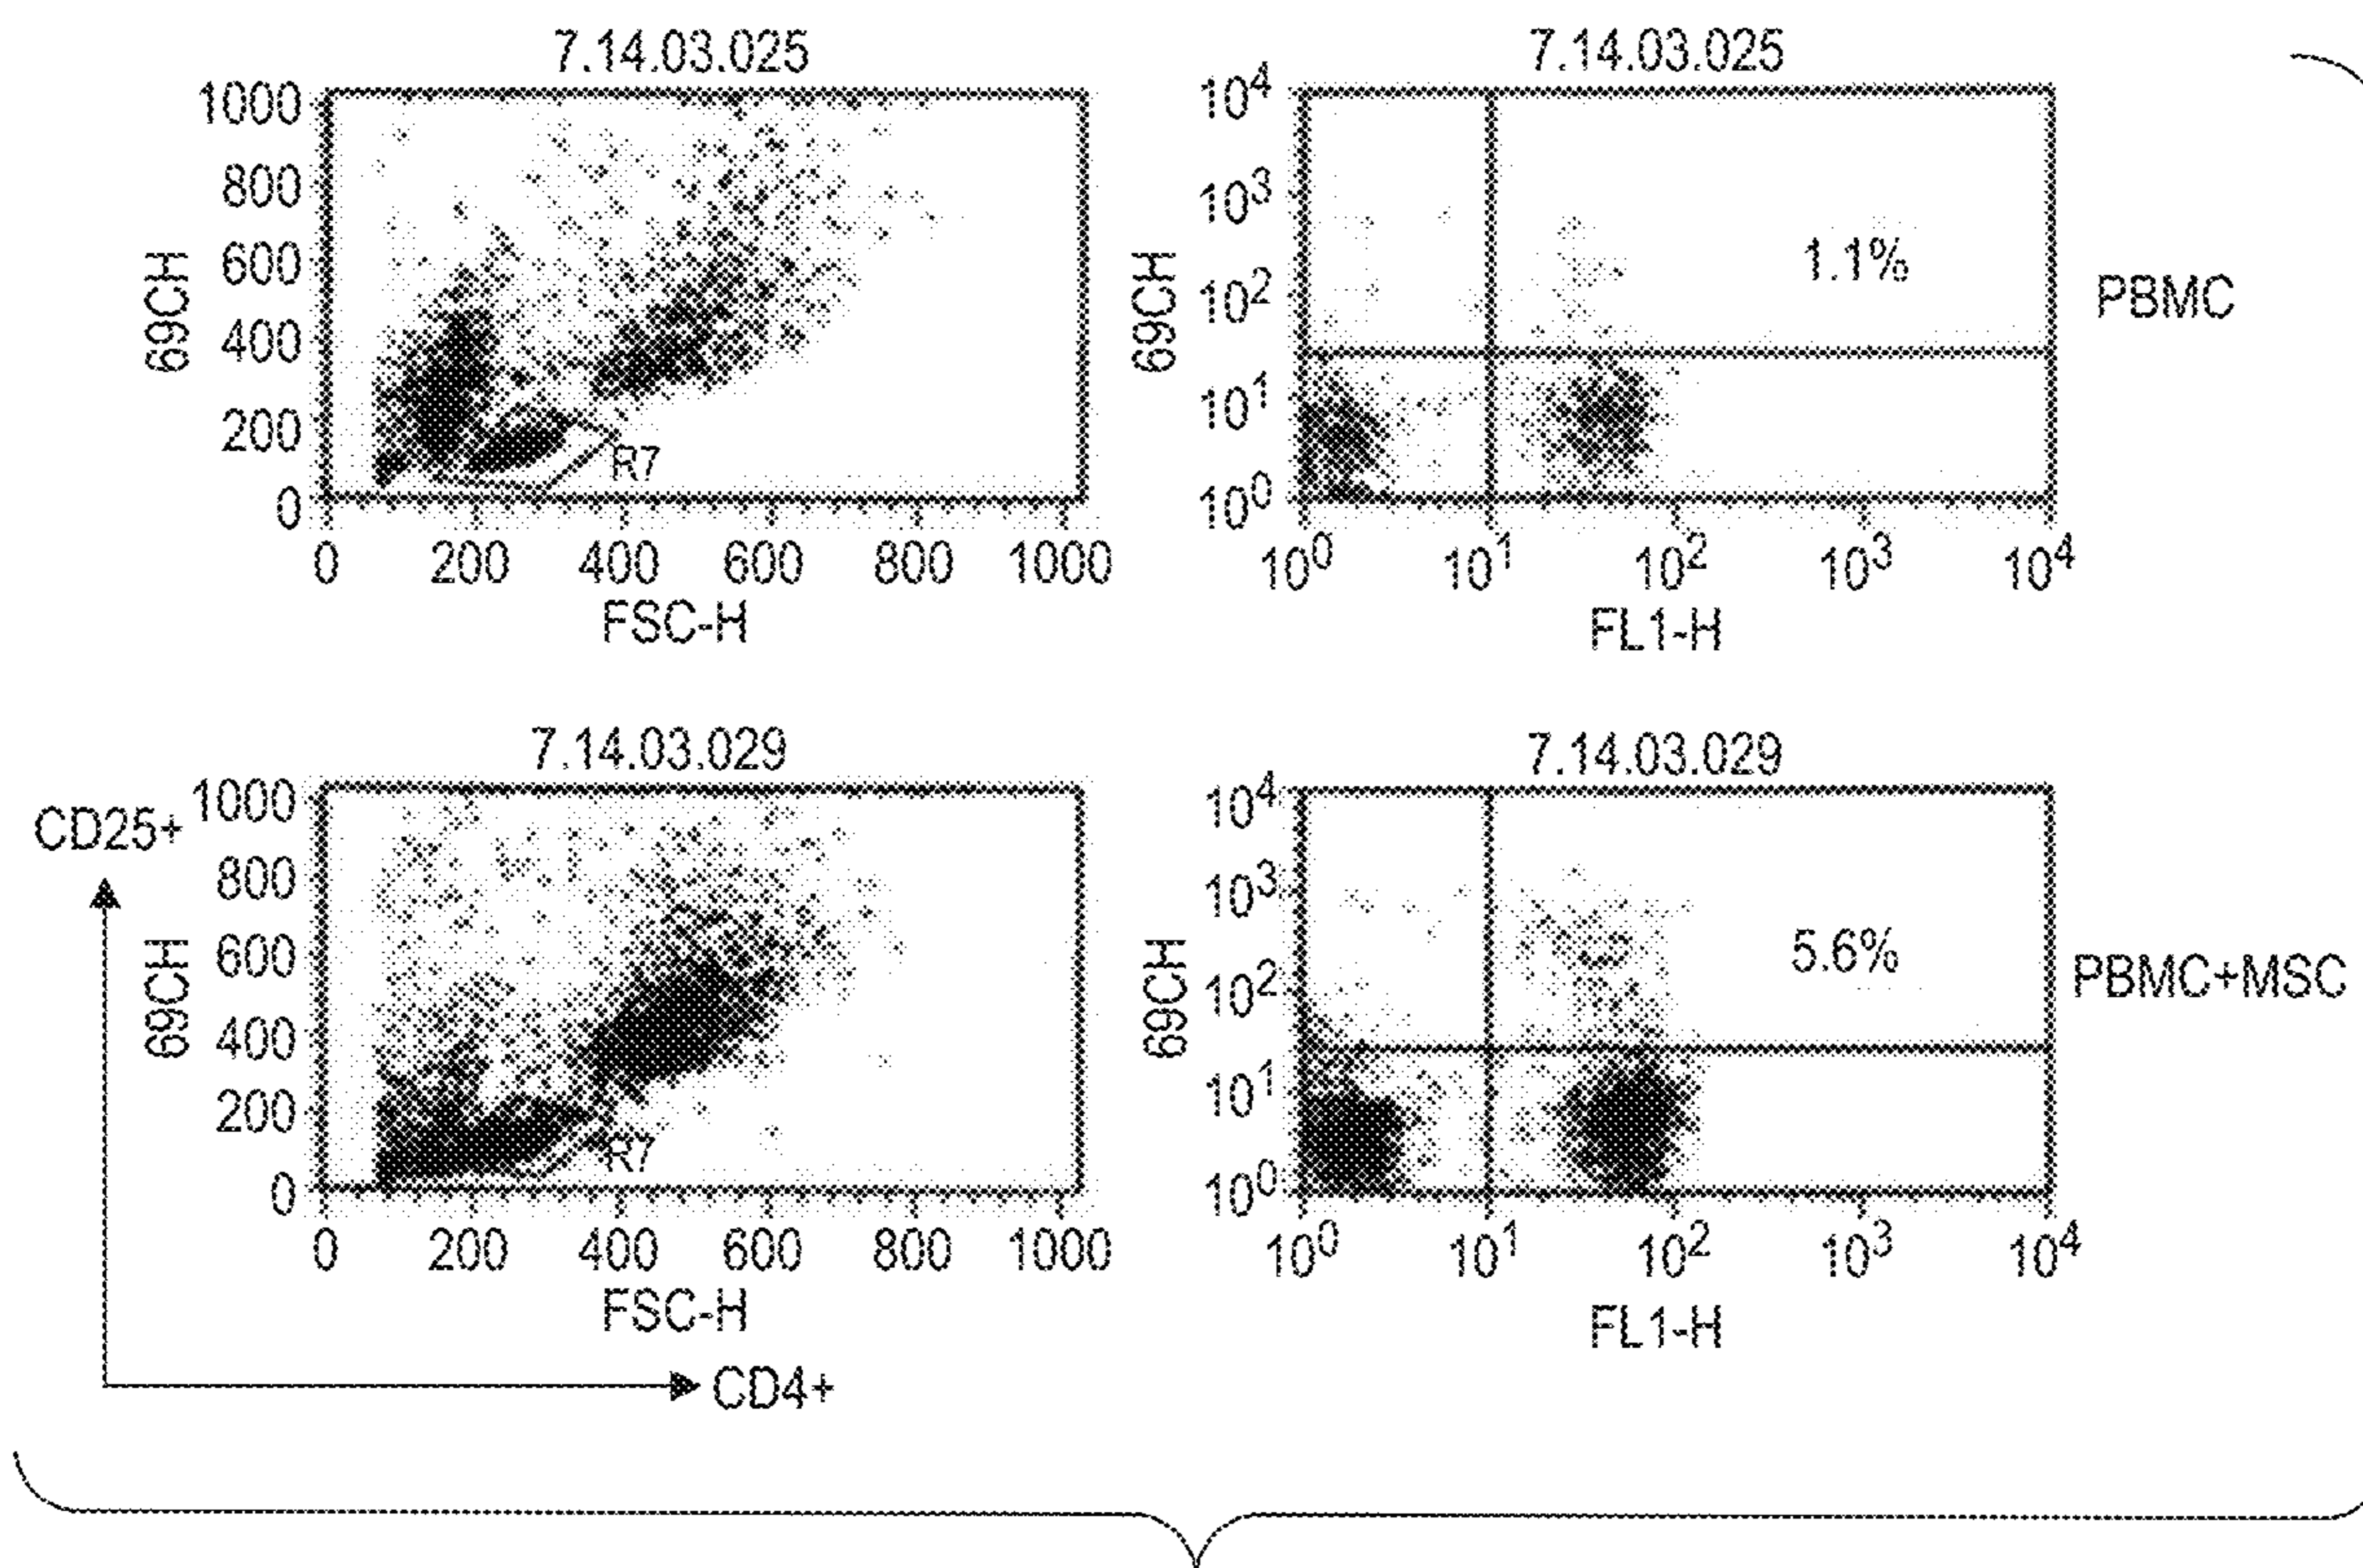 7.14.03.025
1000
800
600
400
200
0
69CH
R7
0 200 400 600 800 1000
FSC-H
7.14.03.025
10⁴
10³
10²
10¹
10⁰
69CH
1.1%
10⁰ 10¹ 10² 10³ 10⁴
FL1-H
PBMC
7.14.03.029
CD25+
1000
800
600
400
200
0
69CH
R7
0 200 400 600 800 1000
FSC-H
CD4+
7.14.03.029
10⁴
10³
10²
10¹
10⁰
69CH
5.6%
10⁰ 10¹ 10² 10³ 10⁴
FL1-H
PBMC+MSC